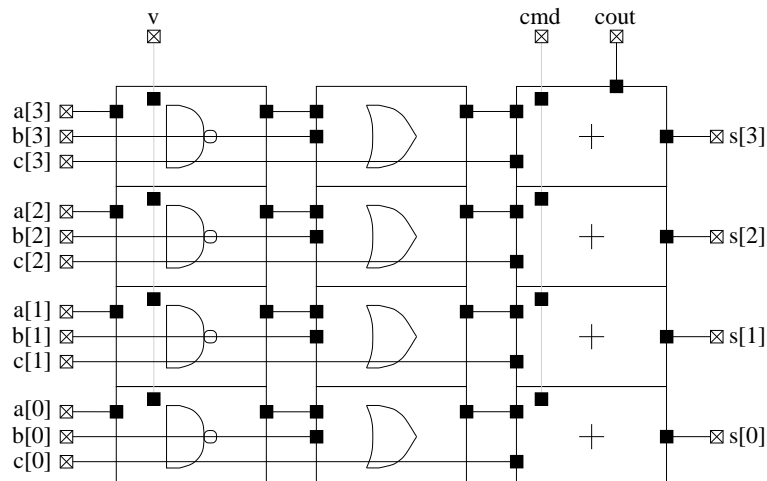 v cmd cout
a[3]
b[3] s[3]
c[3]
a[2]
b[2] s[2]
c[2]
a[1]
b[1] s[1]
c[1]
a[0]
b[0] s[0]
c[0]